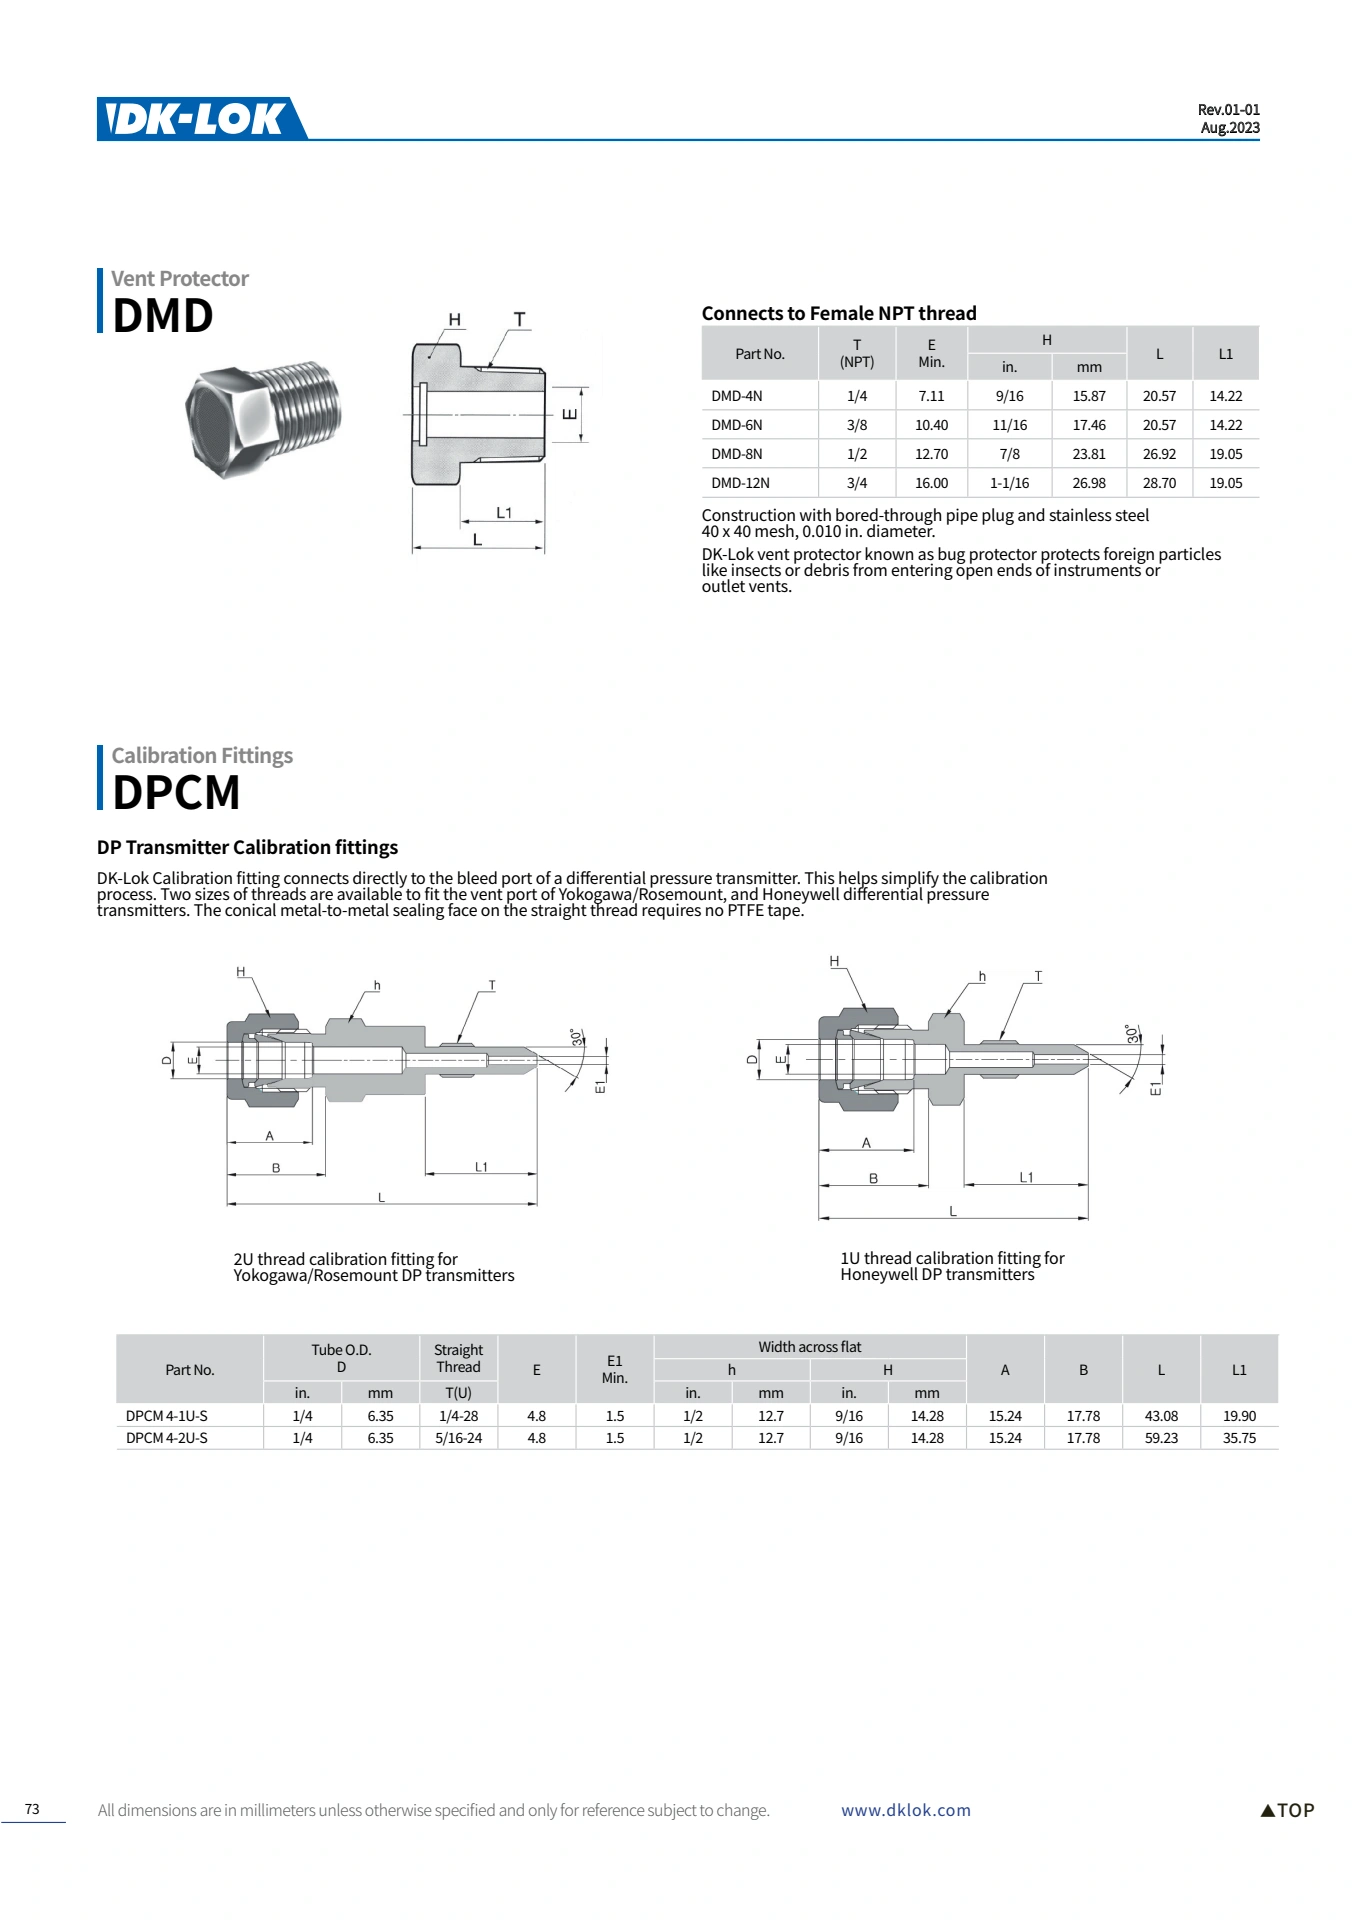 DK-LOK
Rev.01-01
Aug.2023
Vent Protector
DMD
H T
E
L1
L
Connects to Female NPT thread
Part No. T (NPT) E Min. H L L1
in. mm
DMD-4N 1/4 7.11 9/16 15.87 20.57 14.22
DMD-6N 3/8 10.40 11/16 17.46 20.57 14.22
DMD-8N 1/2 12.70 7/8 23.81 26.92 19.05
DMD-12N 3/4 16.00 1-1/16 26.98 28.70 19.05
Construction with bored-through pipe plug and stainless steel
40 x 40 mesh, 0.010 in. diameter.
DK-Lok vent protector known as bug protector protects foreign particles
like insects or debris from entering open ends of instruments or
outlet vents.
Calibration Fittings
DPCM
DP Transmitter Calibration fittings
DK-Lok Calibration fitting connects directly to the bleed port of a differential pressure transmitter. This helps simplify the calibration
process. Two sizes of threads are available to fit the vent port of Yokogawa/Rosemount, and Honeywell differential pressure
transmitters. The conical metal-to-metal sealing face on the straight thread requires no PTFE tape.
H h T
D E 30° E1
A
B L1
L
2U thread calibration fitting for
Yokogawa/Rosemount DP transmitters
H h T
D E 30° E1
A
B L1
L
1U thread calibration fitting for
Honeywell DP transmitters
Part No. Tube O.D. D Straight Thread E E1 Min. Width across flat A B L L1
h H
in. mm T(U) in. mm in. mm
DPCM 4-1U-S 1/4 6.35 1/4-28 4.8 1.5 1/2 12.7 9/16 14.28 15.24 17.78 43.08 19.90
DPCM 4-2U-S 1/4 6.35 5/16-24 4.8 1.5 1/2 12.7 9/16 14.28 15.24 17.78 59.23 35.75
73
All dimensions are in millimeters unless otherwise specified and only for reference subject to change.
www.dklok.com
▲TOP